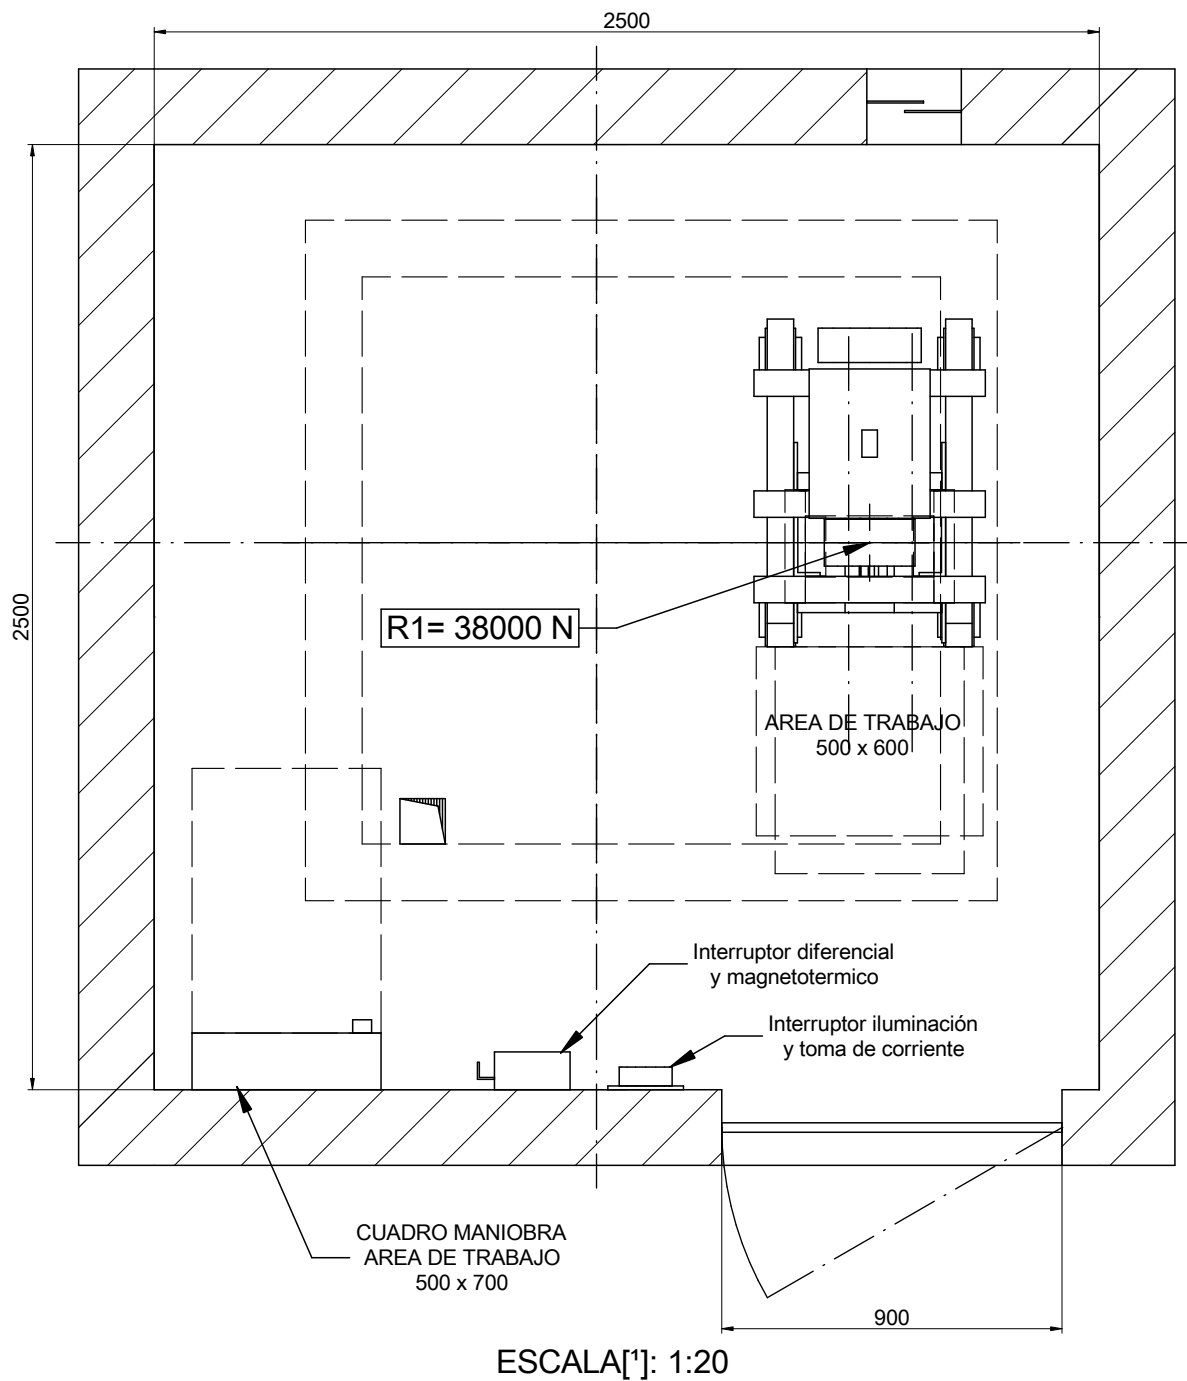 2500
2500
R1= 38000 N
AREA DE TRABAJO
500 x 600
Interruptor diferencial
y magnetotermico
Interruptor iluminación
y toma de corriente
CUADRO MANIOBRA
AREA DE TRABAJO
500 x 700
900
ESCALA[¹]: 1:20